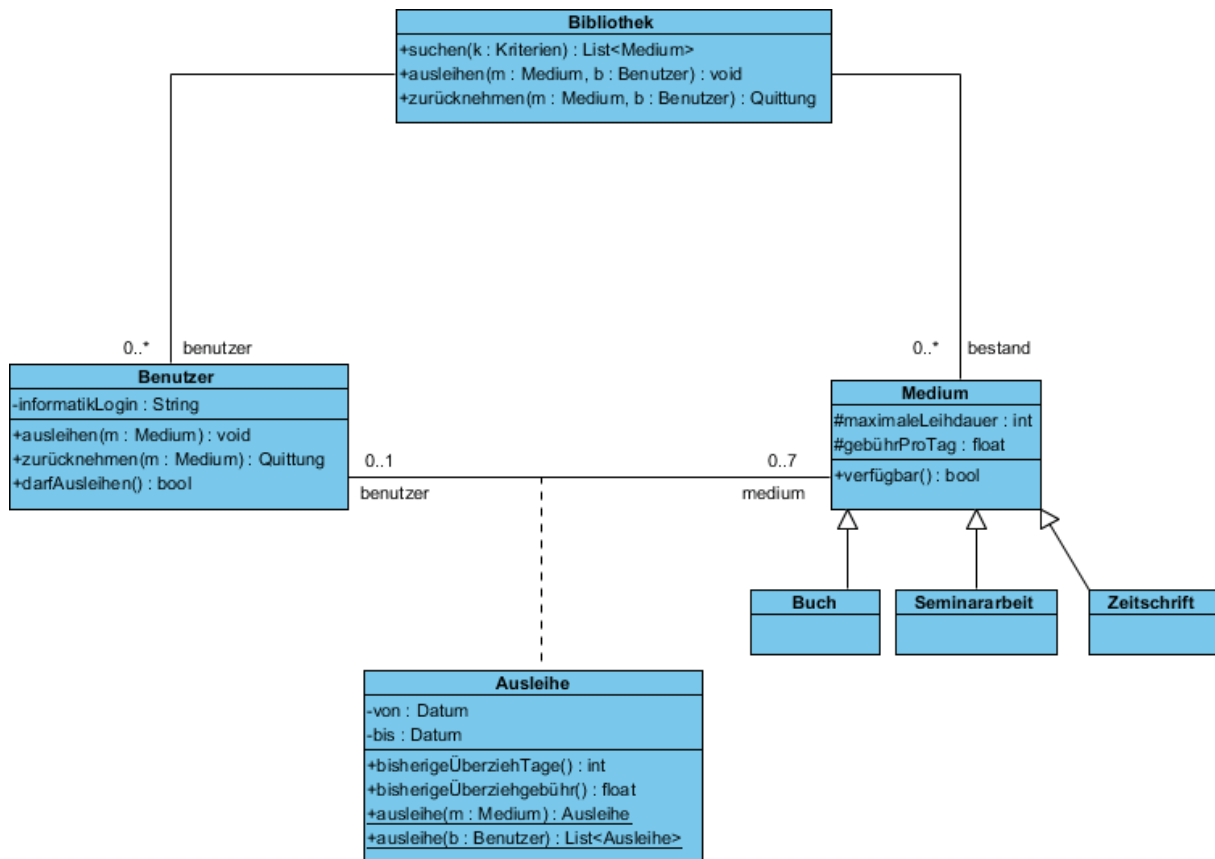 Bibliothek
+suchen(k : Kriterien) : List<Medium>
+ausleihen(m : Medium, b : Benutzer) : void
+zurücknehmen(m : Medium, b : Benutzer) : Quittung
0..* benutzer
0..* bestand
Benutzer
-informatikLogin : String
+ausleihen(m : Medium) : void
+zurücknehmen(m : Medium) : Quittung
+darfAusleihen() : bool
Medium
#maximaleLeihdauer : int
#gebührProTag : float
+verfügbar() : bool
0..1
benutzer
0..7
medium
Buch
Seminararbeit
Zeitschrift
Ausleihe
-von : Datum
-bis : Datum
+bisherigeÜberziehTage() : int
+bisherigeÜberziehgebühr() : float
+ausleihe(m : Medium) : Ausleihe
+ausleihe(b : Benutzer) : List<Ausleihe>